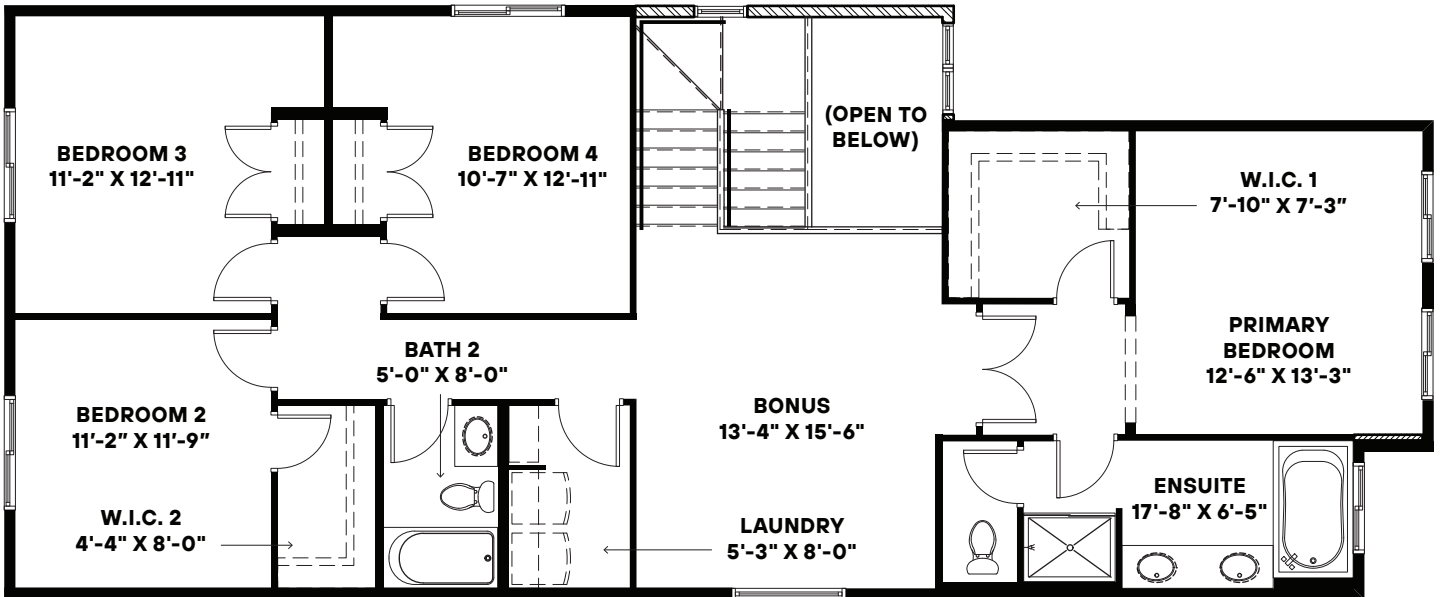 BEDROOM 3
11'-2" X 12'-11"
BEDROOM 4
10'-7" X 12'-11"
(OPEN TO
BELOW)
W.I.C. 1
7'-10" X 7'-3"
PRIMARY
BEDROOM
12'-6" X 13'-3"
BATH 2
5'-0" X 8'-0"
BEDROOM 2
11'-2" X 11'-9"
BONUS
13'-4" X 15'-6"
W.I.C. 2
4'-4" X 8'-0"
LAUNDRY
5'-3" X 8'-0"
ENSUITE
17'-8" X 6'-5"